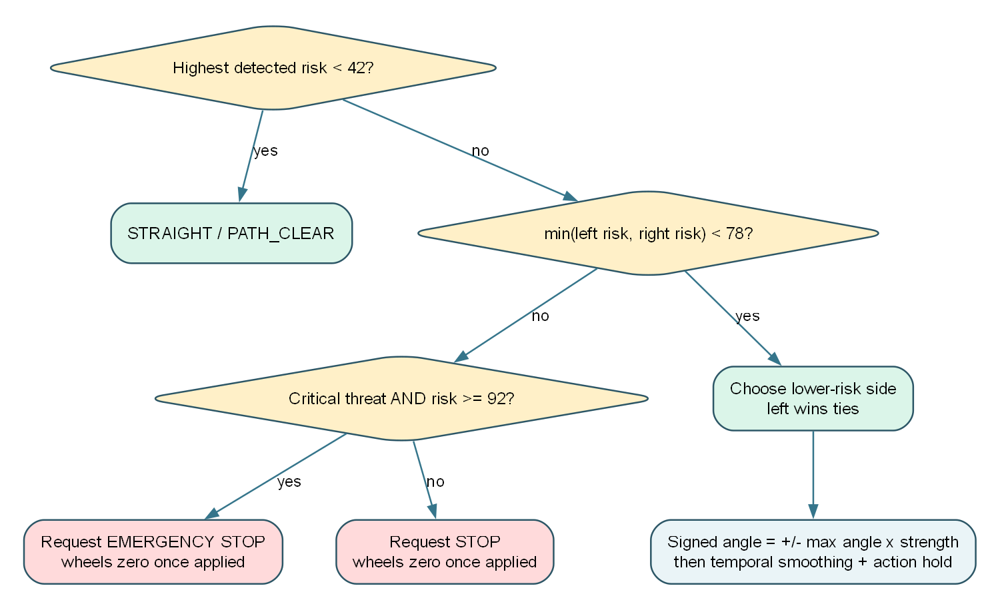 Highest detected risk < 42?
yes
no
STRAIGHT / PATH_CLEAR
min(left risk, right risk) < 78?
no
yes
Critical threat AND risk >= 92?
Choose lower-risk side
left wins ties
yes
no
Request EMERGENCY STOP
wheels zero once applied
Request STOP
wheels zero once applied
Signed angle = +/- max angle x strength
then temporal smoothing + action hold